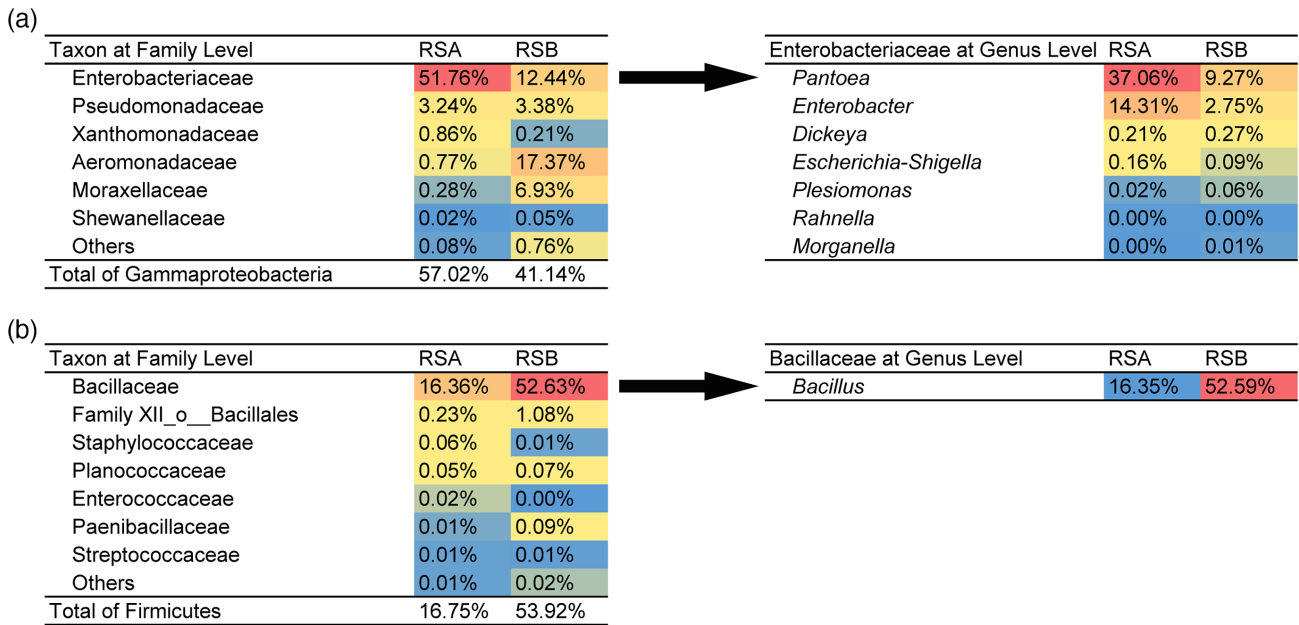 (a)
Taxon at Family Level RSA RSB
Enterobacteriaceae 51.76% 12.44%
Pseudomonadaceae 3.24% 3.38%
Xanthomonadaceae 0.86% 0.21%
Aeromonadaceae 0.77% 17.37%
Moraxellaceae 0.28% 6.93%
Shewanellaceae 0.02% 0.05%
Others 0.08% 0.76%
Total of Gammaproteobacteria 57.02% 41.14%
Enterobacteriaceae at Genus Level RSA RSB
Pantoea 37.06% 9.27%
Enterobacter 14.31% 2.75%
Dickeya 0.21% 0.27%
Escherichia-Shigella 0.16% 0.09%
Plesiomonas 0.02% 0.06%
Rahnella 0.00% 0.00%
Morganella 0.00% 0.01%
(b)
Taxon at Family Level RSA RSB
Bacillaceae 16.36% 52.63%
Family XII_o__Bacillales 0.23% 1.08%
Staphylococcaceae 0.06% 0.01%
Planococcaceae 0.05% 0.07%
Enterococcaceae 0.02% 0.00%
Paenibacillaceae 0.01% 0.09%
Streptococcaceae 0.01% 0.01%
Others 0.01% 0.02%
Total of Firmicutes 16.75% 53.92%
Bacillaceae at Genus Level RSA RSB
Bacillus 16.35% 52.59%